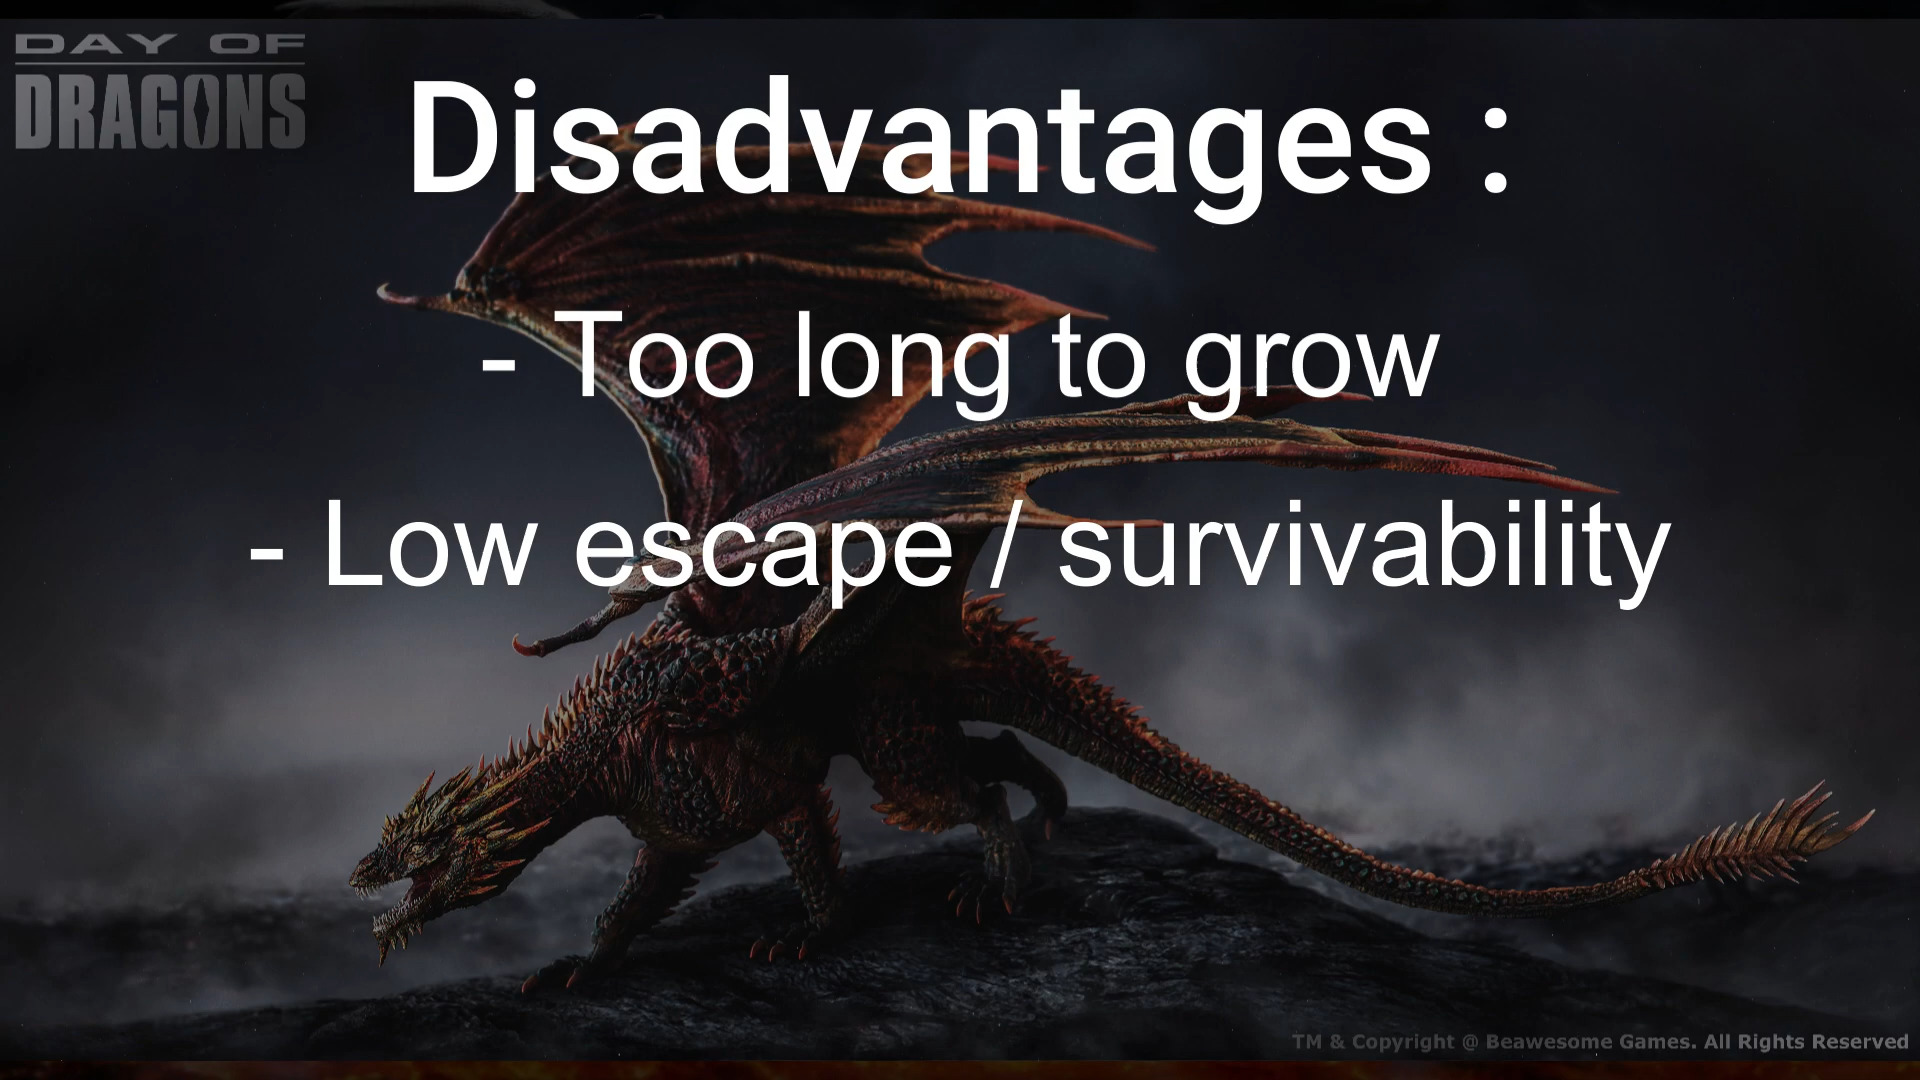 DAY OF
DRAGONS
Disadvantages :
- Too long to grow
- Low escape / survivability
TM & Copyright @ Beawesome Games. All Rights Reserved